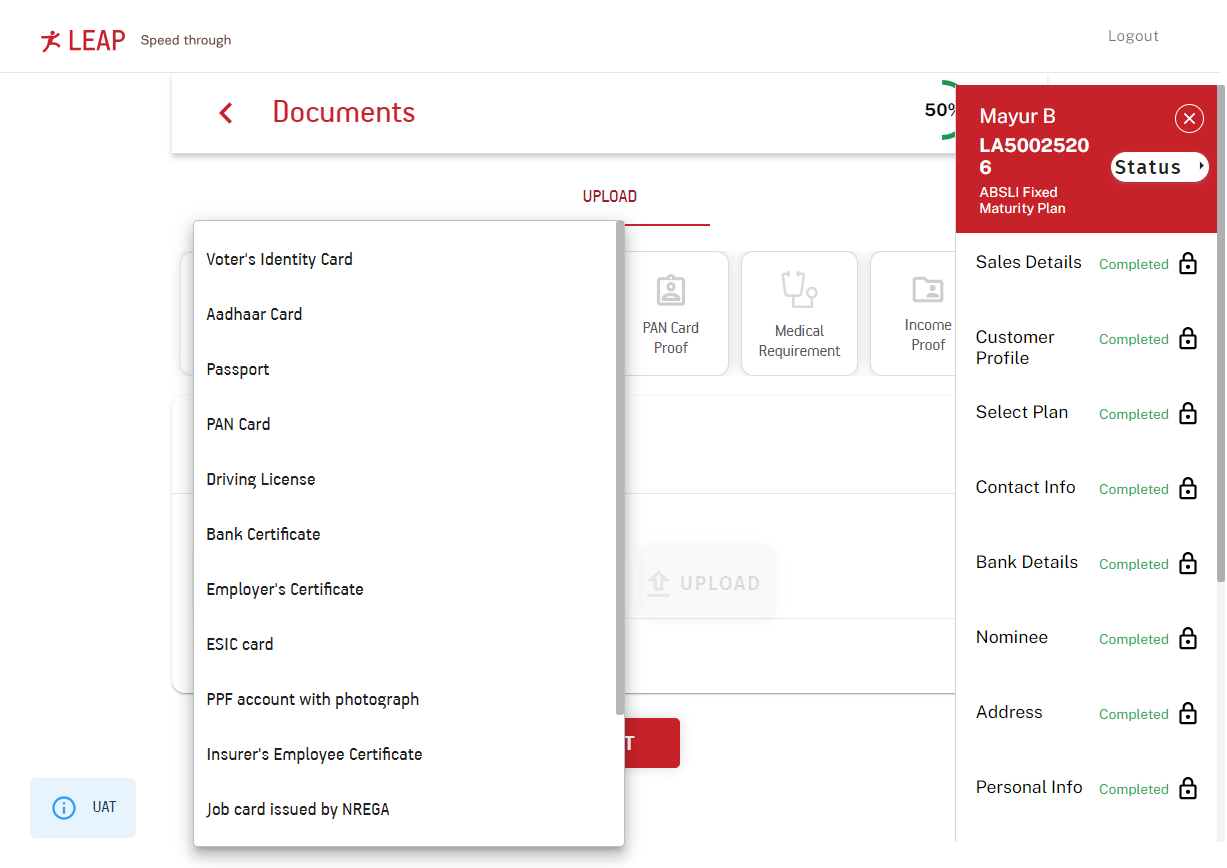 LEAP Speed through
Logout
Documents
50%
UPLOAD
Voter's Identity Card
Aadhaar Card
Passport
PAN Card
Driving License
Bank Certificate
Employer's Certificate
ESIC card
PPF account with photograph
Insurer's Employee Certificate
Job card issued by NREGA
PAN Card
Proof
Medical
Requirement
Income
Proof
UPLOAD
T
UAT
Mayur B
LA5002520
6
ABSLI Fixed
Maturity Plan
Status
Sales Details Completed
Customer
Profile
Completed
Select Plan Completed
Contact Info Completed
Bank Details Completed
Nominee Completed
Address Completed
Personal Info Completed